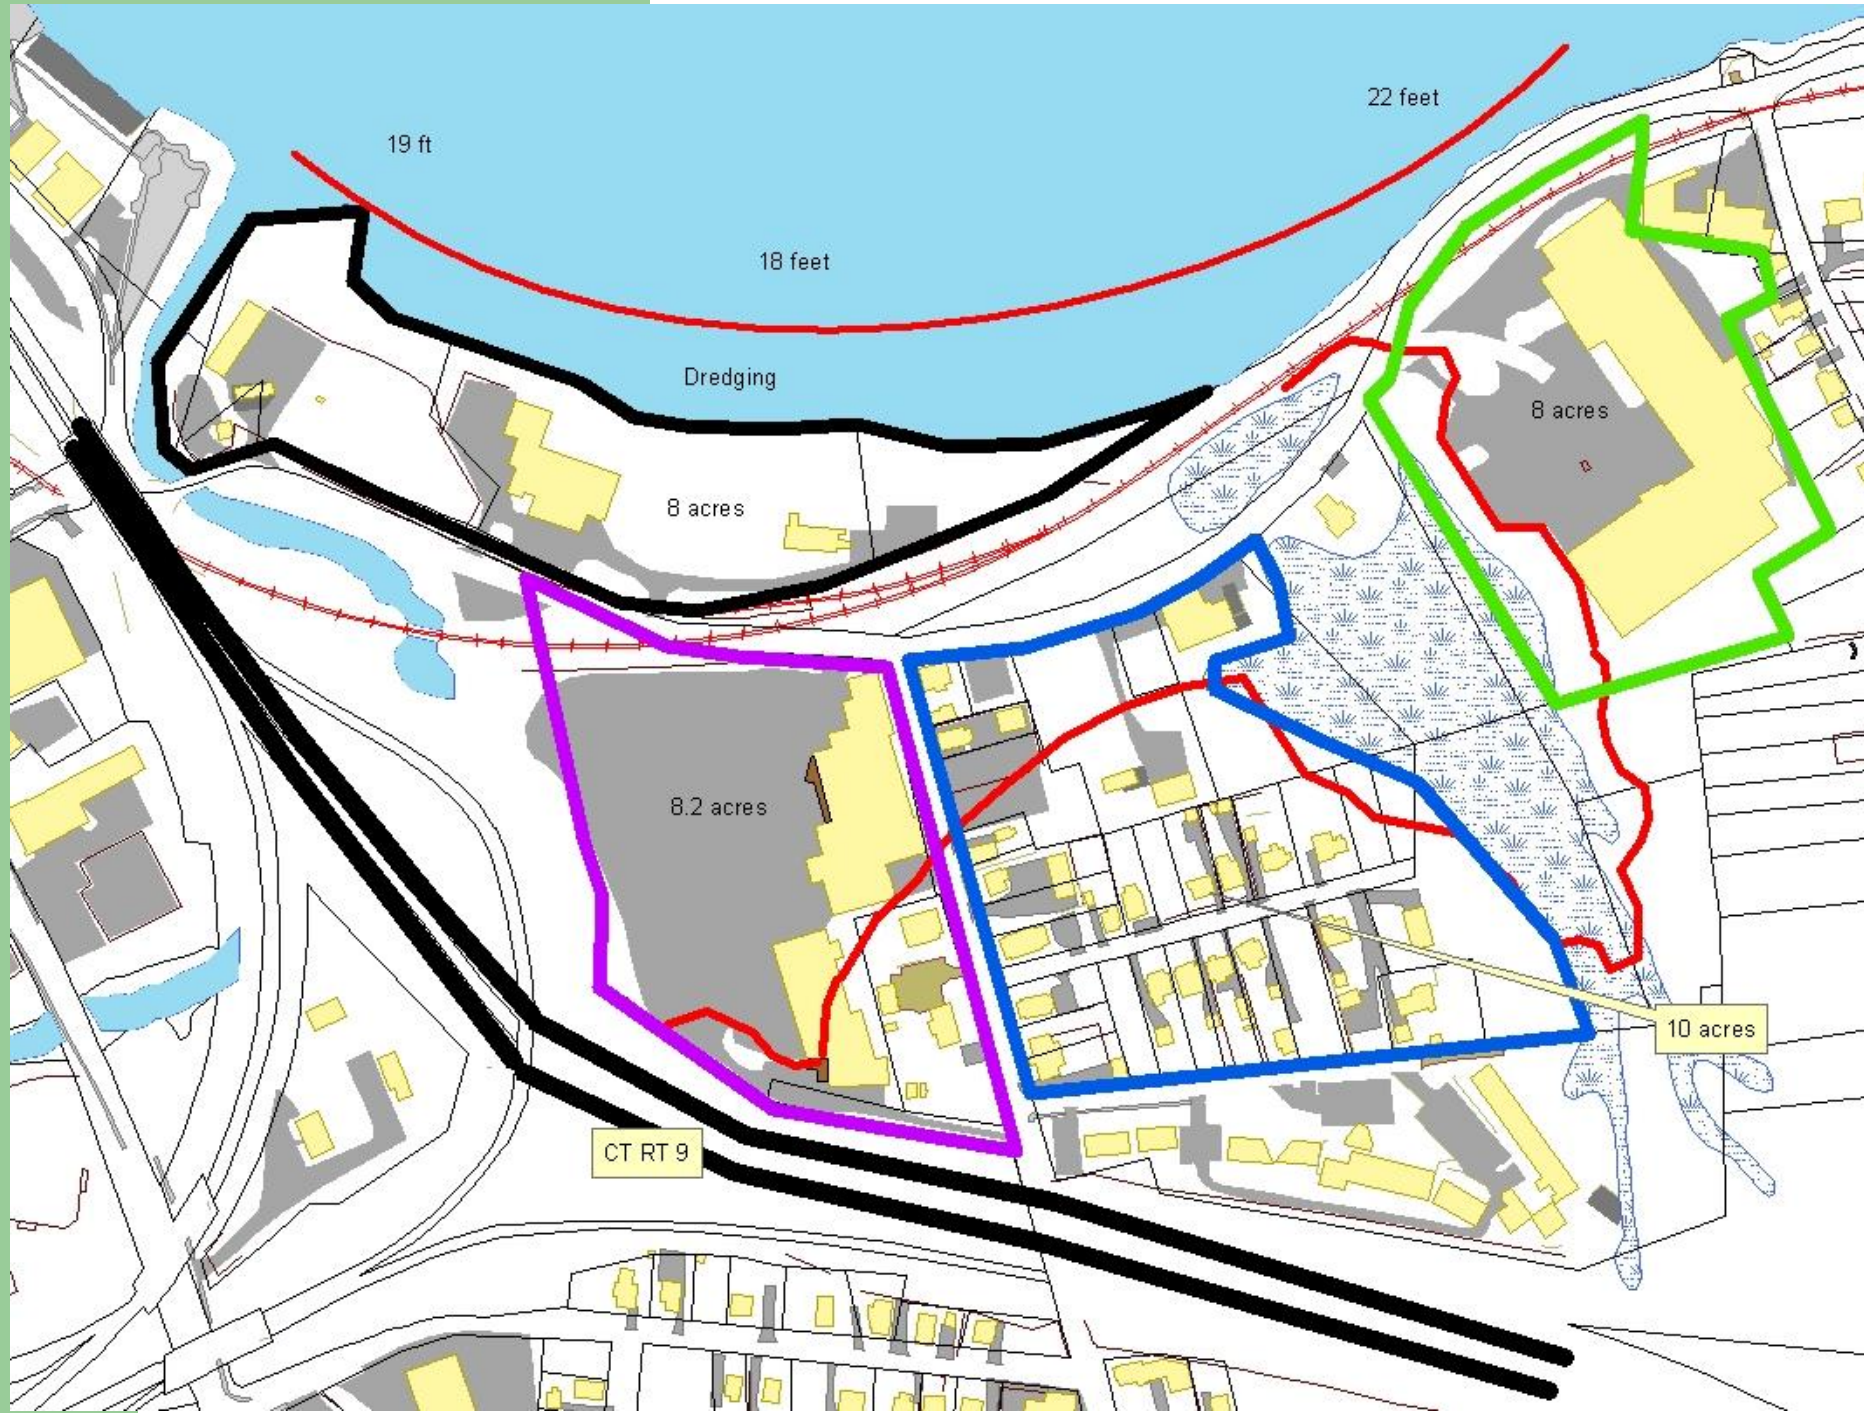 22 feet
19 ft
18 feet
Dredging
8 acres
8 acres
8.2 acres
10 acres
CT RT 9